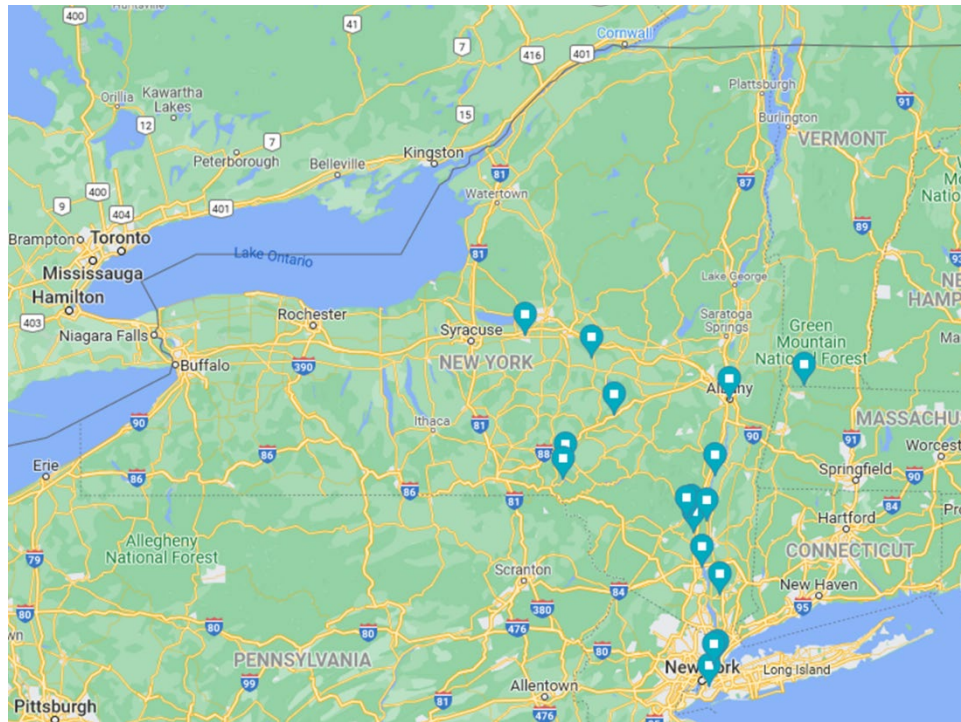 400
41
Cornwall
7
416
401
Orillia
Kawartha
Lakes
Plattsburgh
12
15
Burlington
91
VERMONT
7
Peterborough
Belleville
Kingston
81
87
400
9
404
401
Watertown
Brampton
Toronto
89
Lake Ontario
81
Mississauga
Lake George
Hamilton
403
Rochester
Saratoga
Springs
Green
Mountain
National Forest
Niagara Falls
Syracuse
NEW YORK
Buffalo
390
Albany
90
Ithaca
81
MASSACHUS
90
91
Worcest
88
86
Springfield
90
Erie
86
86
81
84
Hartford
Allegheny
National Forest
CONNECTICUT
79
Scranton
84
New Haven
80
380
95
80
476
80
80
PENNSYLVANIA
99
New York
Long Island
Allentown
81
476
Pittsburgh